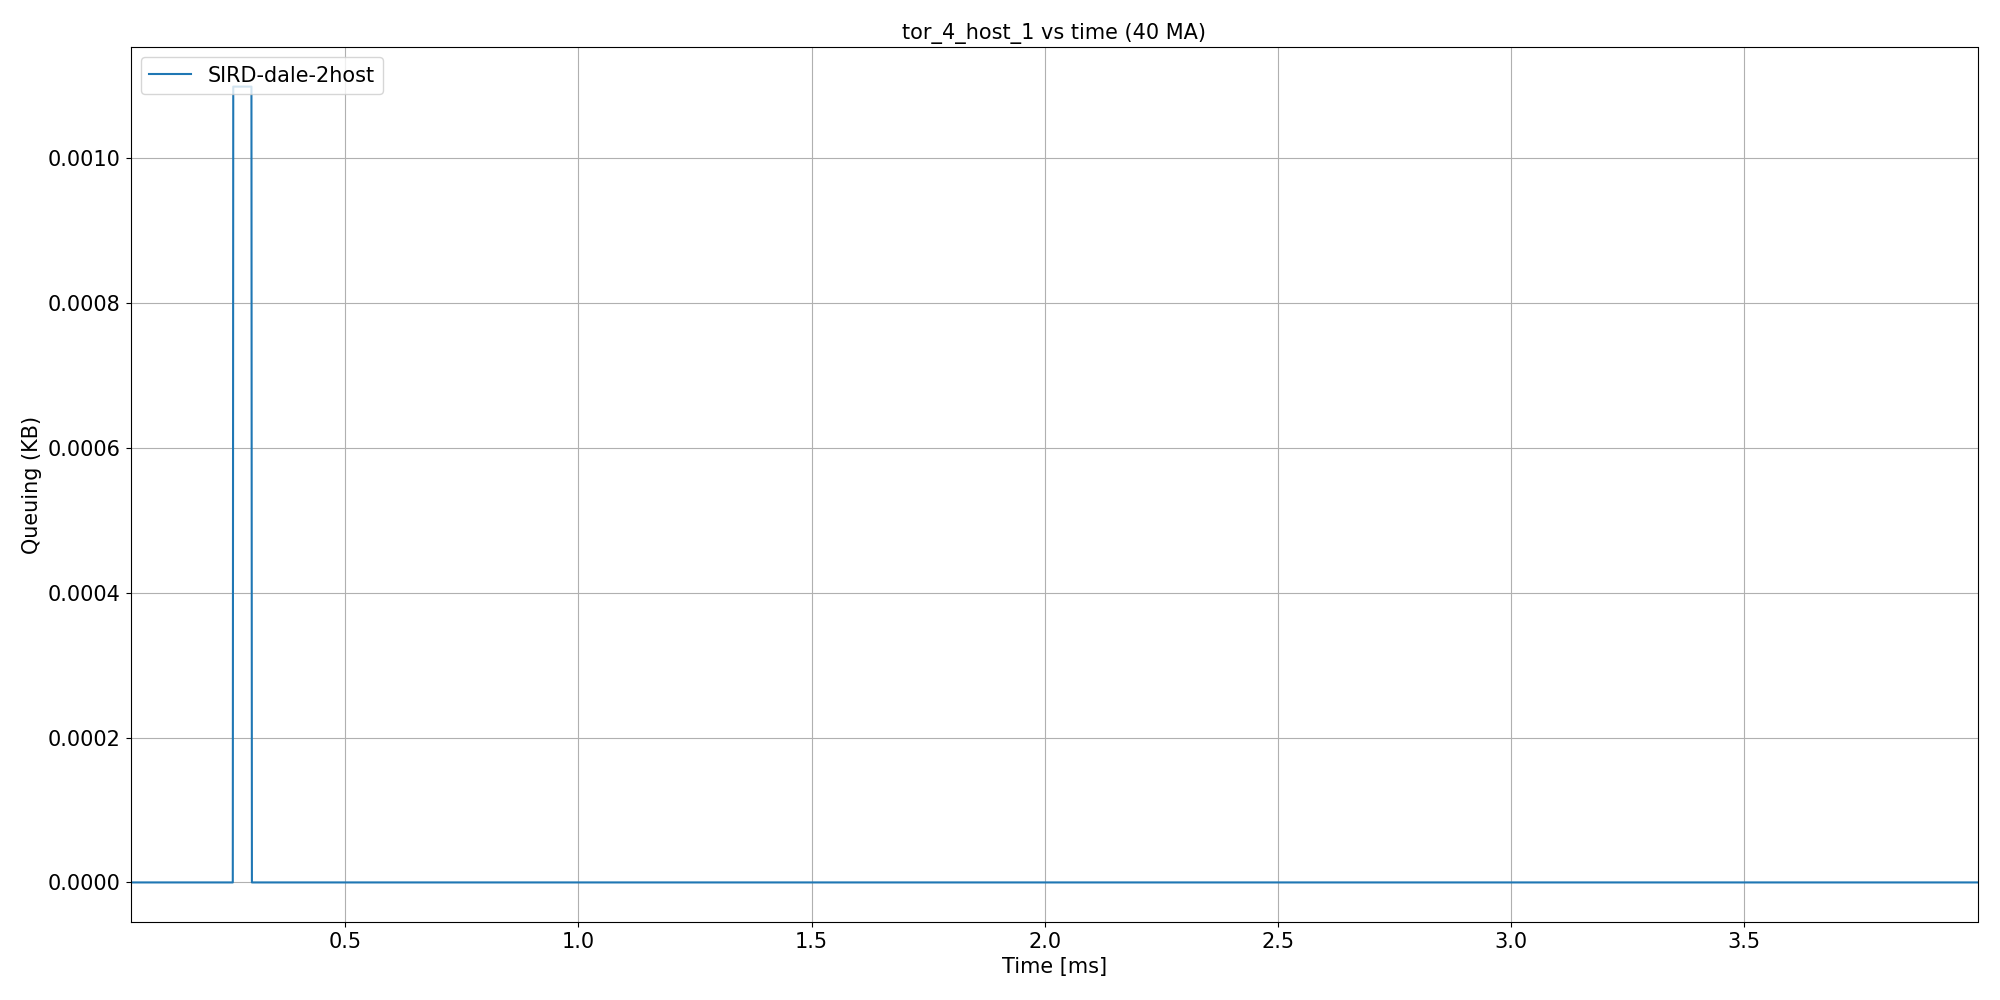 tor_4_host_1 vs time (40 MA)
SIRD-dale-2host
0.0010
0.0008
0.0006
0.0004
0.0002
0.0000
Queuing (KB)
0.5 1.0 1.5 2.0 2.5 3.0 3.5
Time [ms]